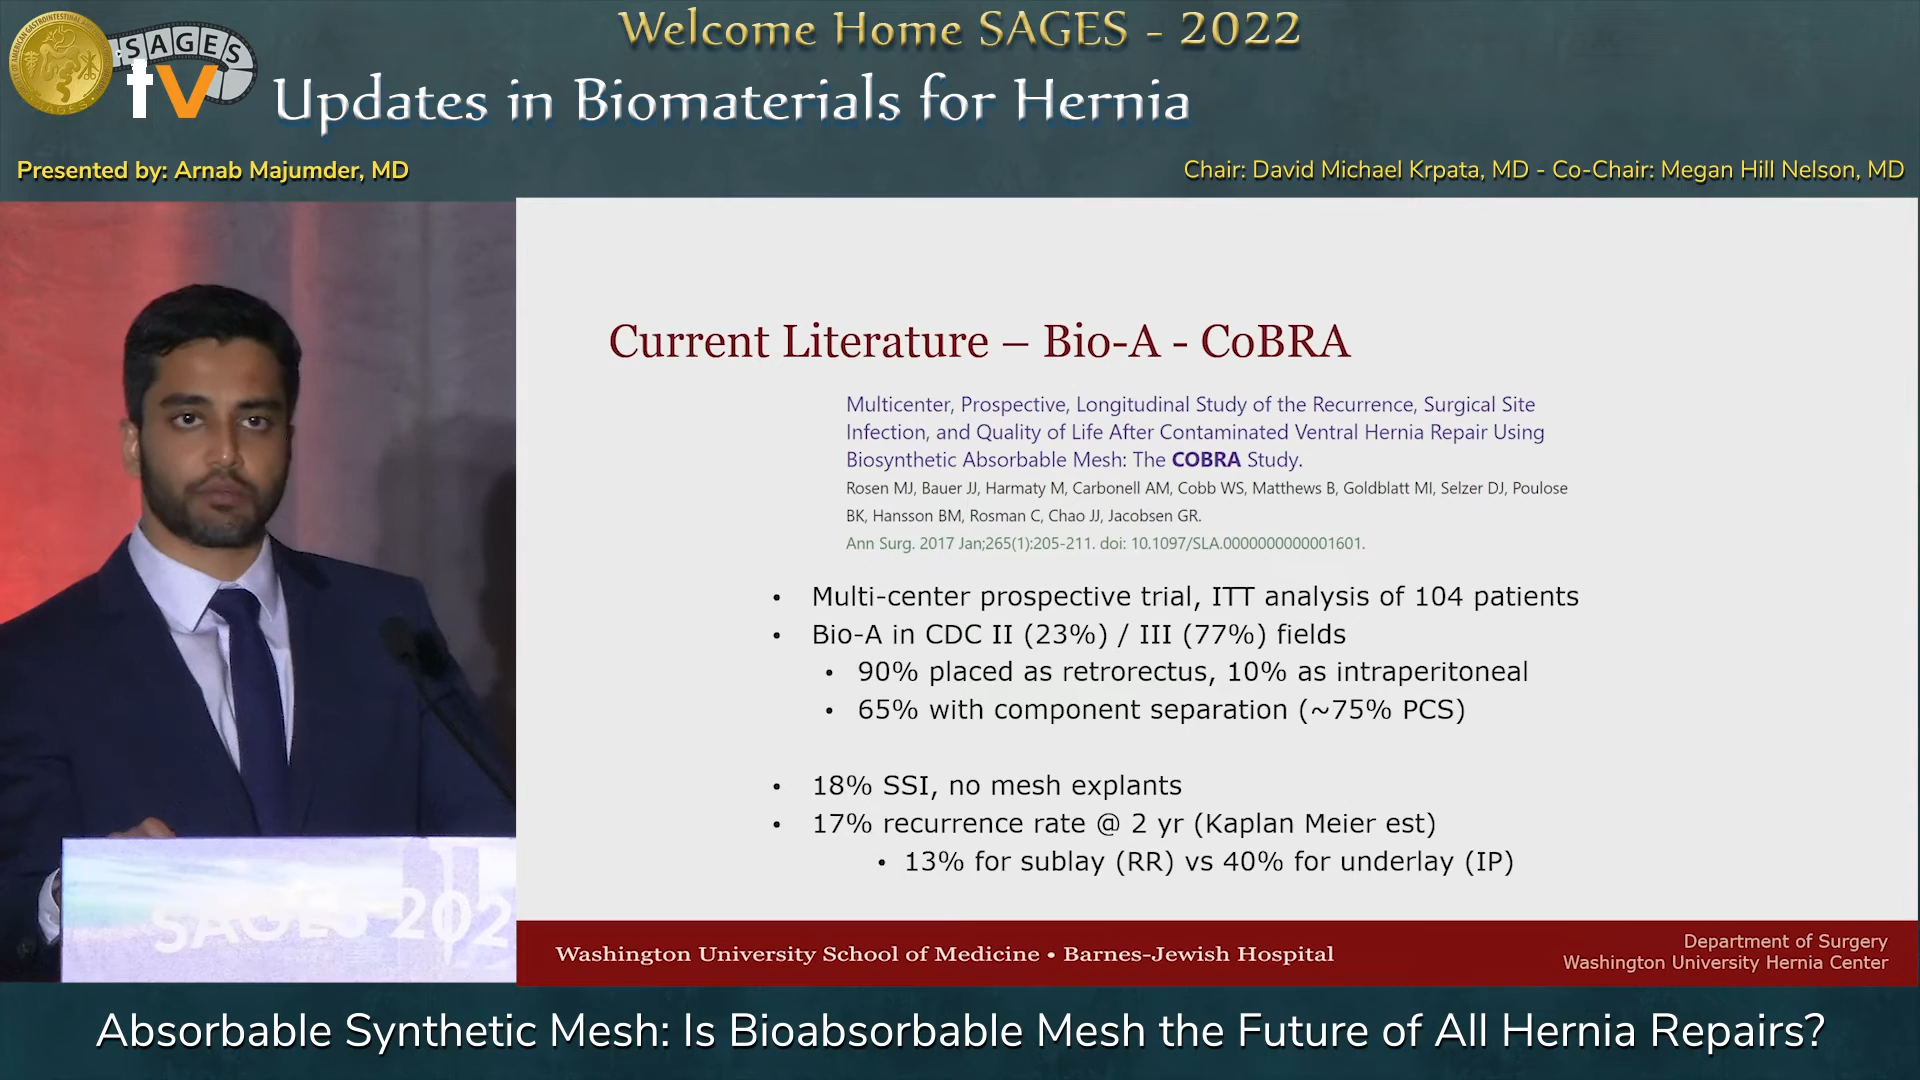 Welcome Home SAGES - 2022
SAGES
tv
Updates in Biomaterials for Hernia
Presented by: Arnab Majumder, MD
Chair: David Michael Krpata, MD - Co-Chair: Megan Hill Nelson, MD
Current Literature – Bio-A - CoBRA
Multicenter, Prospective, Longitudinal Study of the Recurrence, Surgical Site
Infection, and Quality of Life After Contaminated Ventral Hernia Repair Using
Biosynthetic Absorbable Mesh: The COBRA Study.
Rosen MJ, Bauer JJ, Harmaty M, Carbonell AM, Cobb WS, Matthews B, Goldblatt MI, Selzer DJ, Poulose
BK, Hansson BM, Rosman C, Chao JJ, Jacobsen GR.
Ann Surg. 2017 Jan;265(1):205-211. doi: 10.1097/SLA.0000000000001601.
• Multi-center prospective trial, ITT analysis of 104 patients
• Bio-A in CDC II (23%) / III (77%) fields
• 90% placed as retrorectus, 10% as intraperitoneal
• 65% with component separation (~75% PCS)
• 18% SSI, no mesh explants
• 17% recurrence rate @ 2 yr (Kaplan Meier est)
• 13% for sublay (RR) vs 40% for underlay (IP)
SAGES 202
Washington University School of Medicine • Barnes-Jewish Hospital
Department of Surgery
Washington University Hernia Center
Absorbable Synthetic Mesh: Is Bioabsorbable Mesh the Future of All Hernia Repairs?